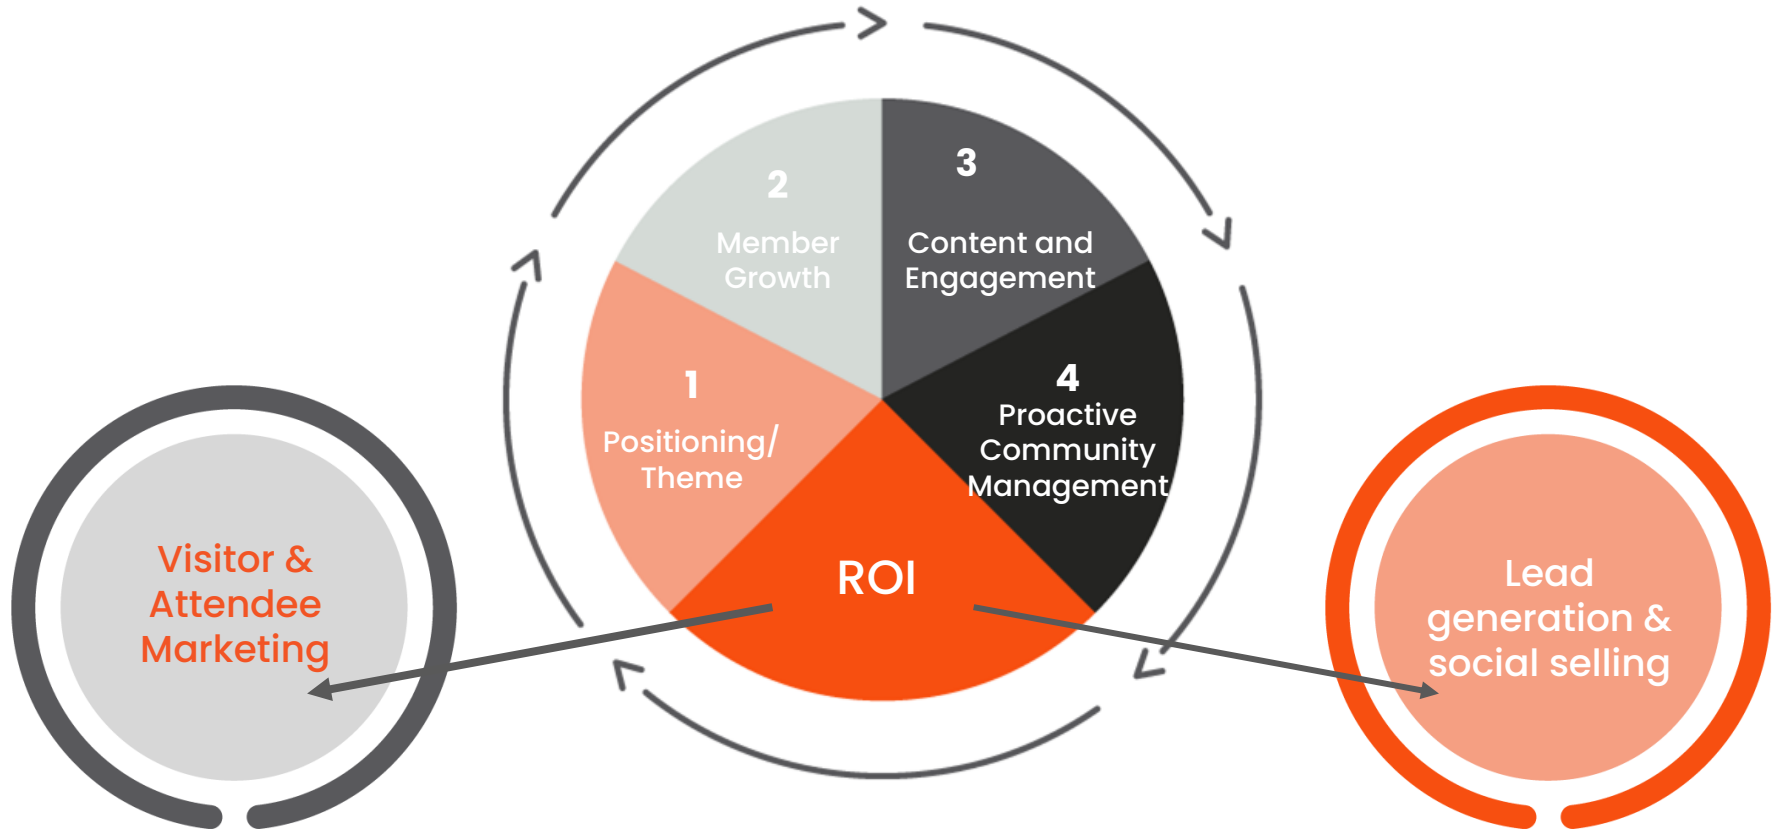 1
Positioning/
Theme
2
Member
Growth
3
Content and
Engagement
4
Proactive
Community
Management
ROI
Visitor &
Attendee
Marketing
Lead
generation &
social selling